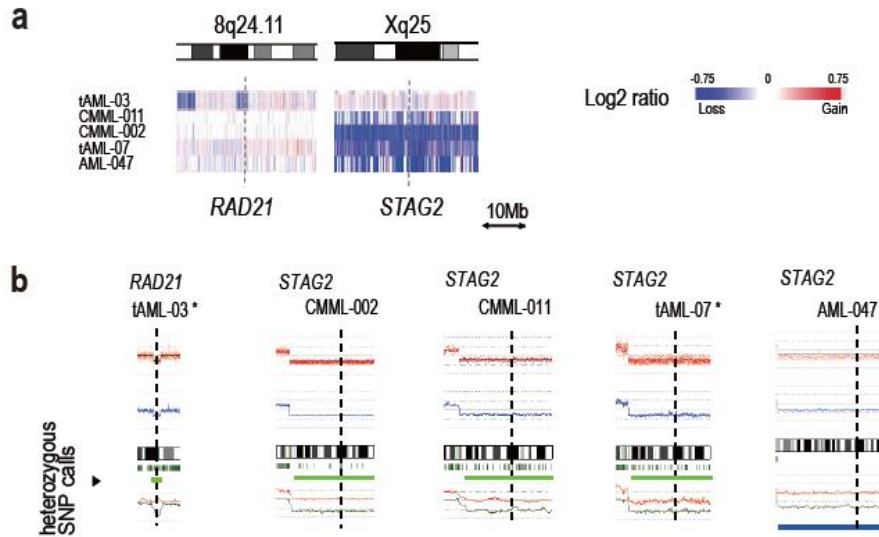 a
8q24.11 Xq25
tAML-03
CMML-011
CMML-002
tAML-07
AML-047
RAD21 STAG2
10Mb
Log2 ratio
-0.75 0 0.75
Loss Gain
b
RAD21 STAG2 STAG2 STAG2 STAG2
tAML-03 * CMML-002 CMML-011 tAML-07 * AML-047
heterozygous
SNP calls